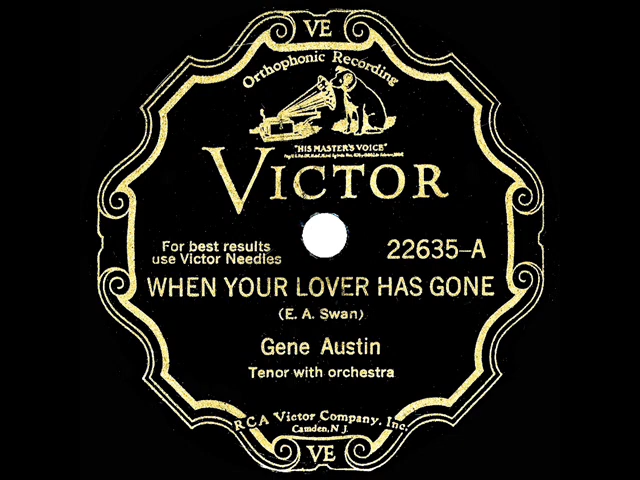 VE
Orthophonic Recording
"HIS MASTER'S VOICE"
VICTOR
For best results
use Victor Needles
22635-A
WHEN YOUR LOVER HAS GONE
(E. A. Swan)
Gene Austin
Tenor with orchestra
RCA Victor Company, Inc.
Camden, N J.
VE